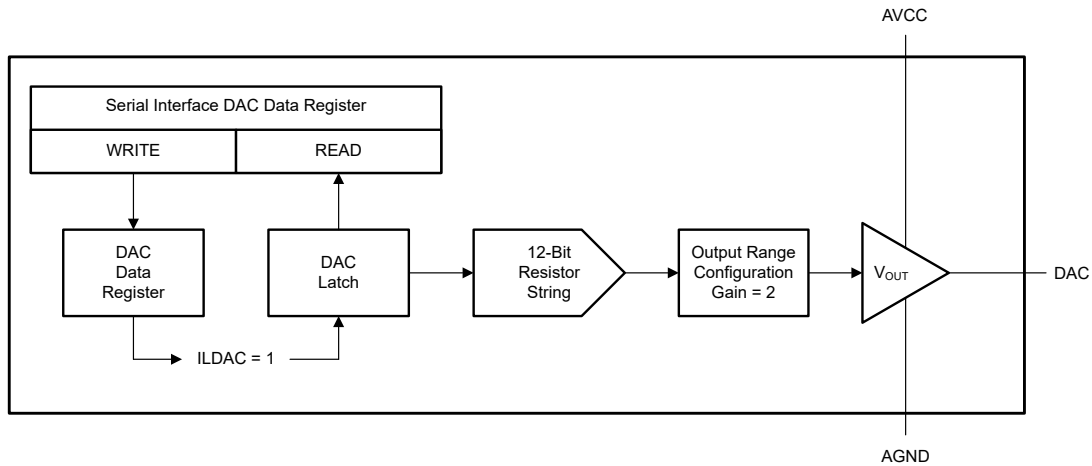 AVCC
Serial Interface DAC Data Register
WRITE
READ
DAC
Data
Register
DAC
Latch
12-Bit
Resistor
String
Output Range
Configuration
Gain = 2
VOUT
DAC
ILDAC = 1
AGND